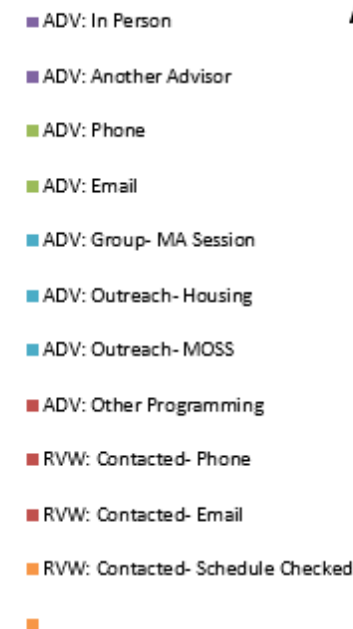 ADV: In Person
ADV: Another Advisor
ADV: Phone
ADV: Email
ADV: Group- MA Session
ADV: Outreach- Housing
ADV: Outreach- MOSS
ADV: Other Programming
RVW: Contacted- Phone
RVW: Contacted- Email
RVW: Contacted- Schedule Checked